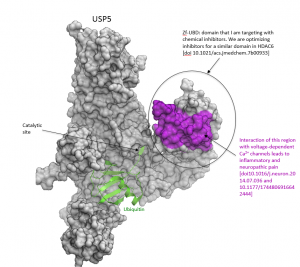 USP5
Zf-UBD: domain that I am targeting with
chemical inhibitors. We are optimizing
inhibitors for a similar domain in HDAC6
[doi 10.1021/acs.jmedchem.7b00933]
Catalytic
site
Interaction of this region
with voltage-dependent
Ca²⁺ channels leads to
inflammatory and
neuropathic pain
[doi10.1016/j.neuron.20
14.07.036 and
10.1177/174480691664
2444]
Ubiquitin